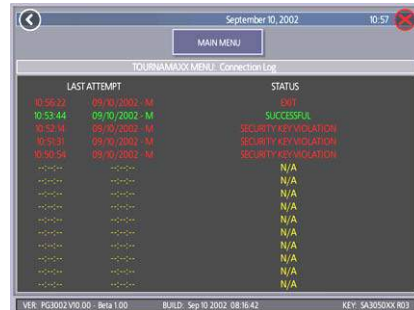 September 10, 2002 10:57
MAIN MENU
TOURNAMAXX MENU: Connection Log
LAST ATTEMPT STATUS
10:56:22 09/10/2002 - M EXIT
10:53:44 09/10/2002 - M SUCCESSFUL
10:52:14 09/10/2002 - M SECURITY KEY VIOLATION
10:51:31 09/10/2002 - M SECURITY KEY VIOLATION
10:50:54 09/10/2002 - M SECURITY KEY VIOLATION
--:--:-- --:--:-- N/A
--:--:-- --:--:-- N/A
--:--:-- --:--:-- N/A
--:--:-- --:--:-- N/A
--:--:-- --:--:-- N/A
--:--:-- --:--:-- N/A
--:--:-- --:--:-- N/A
--:--:-- --:--:-- N/A
--:--:-- --:--:-- N/A
--:--:-- --:--:-- N/A
VER: PG3002 V10.00 - Beta 1.00 BUILD: Sep 10 2002 08:16:42 KEY: SA3050XX R03